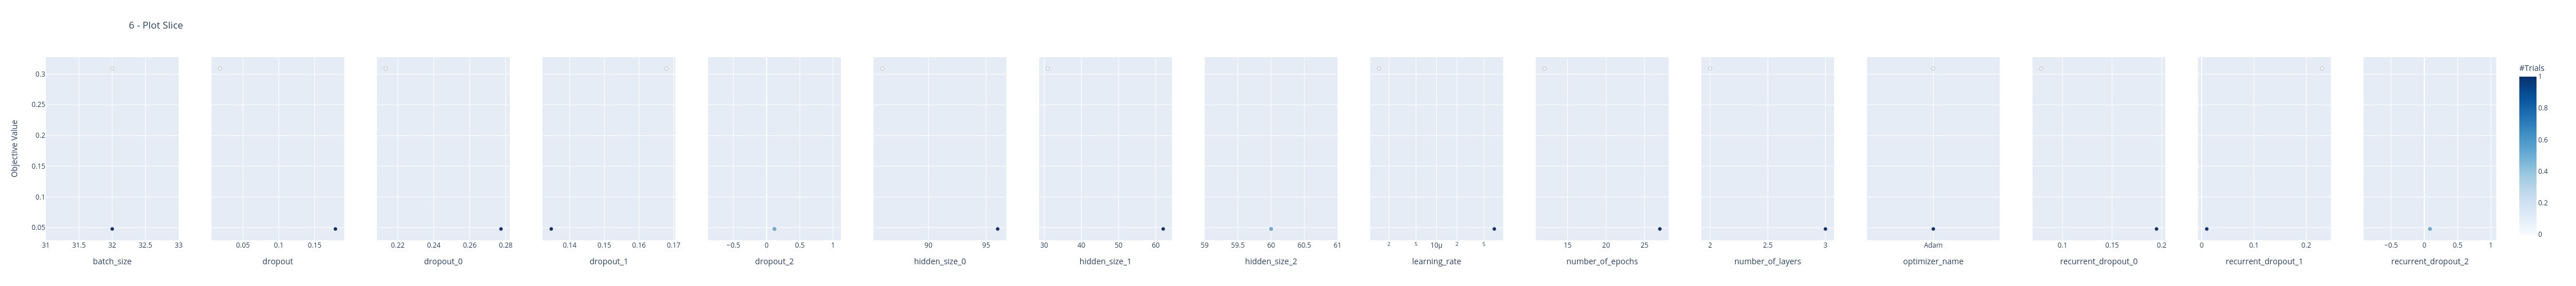 6 - Plot Slice
#Trials
Objective Value
0.3
0.25
0.2
0.15
0.1
0.05
31 31.5 32 32.5 33
batch_size
0.05 0.1 0.15
dropout
0.22 0.24 0.26 0.28
dropout_0
0.14 0.15 0.16 0.17
dropout_1
−0.5 0 0.5 1
dropout_2
90 95
hidden_size_0
30 40 50 60
hidden_size_1
59 59.5 60 60.5 61
hidden_size_2
2 5 10μ 2 5
learning_rate
15 20 25
number_of_epochs
2 2.5 3
number_of_layers
Adam
optimizer_name
0.1 0.15 0.2
recurrent_dropout_0
0 0.1 0.2
recurrent_dropout_1
−0.5 0 0.5 1
recurrent_dropout_2
1
0.8
0.6
0.4
0.2
0